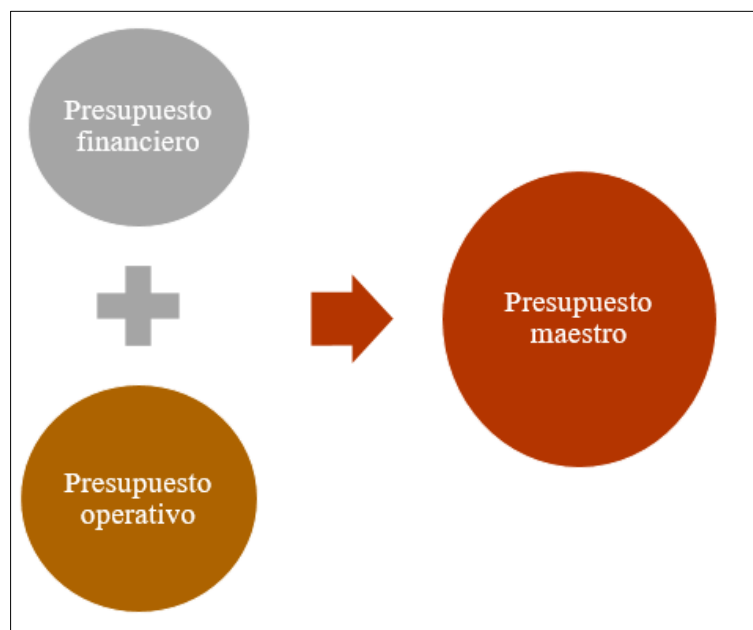 Presupuesto
financiero
Presupuesto
operativo
Presupuesto
maestro